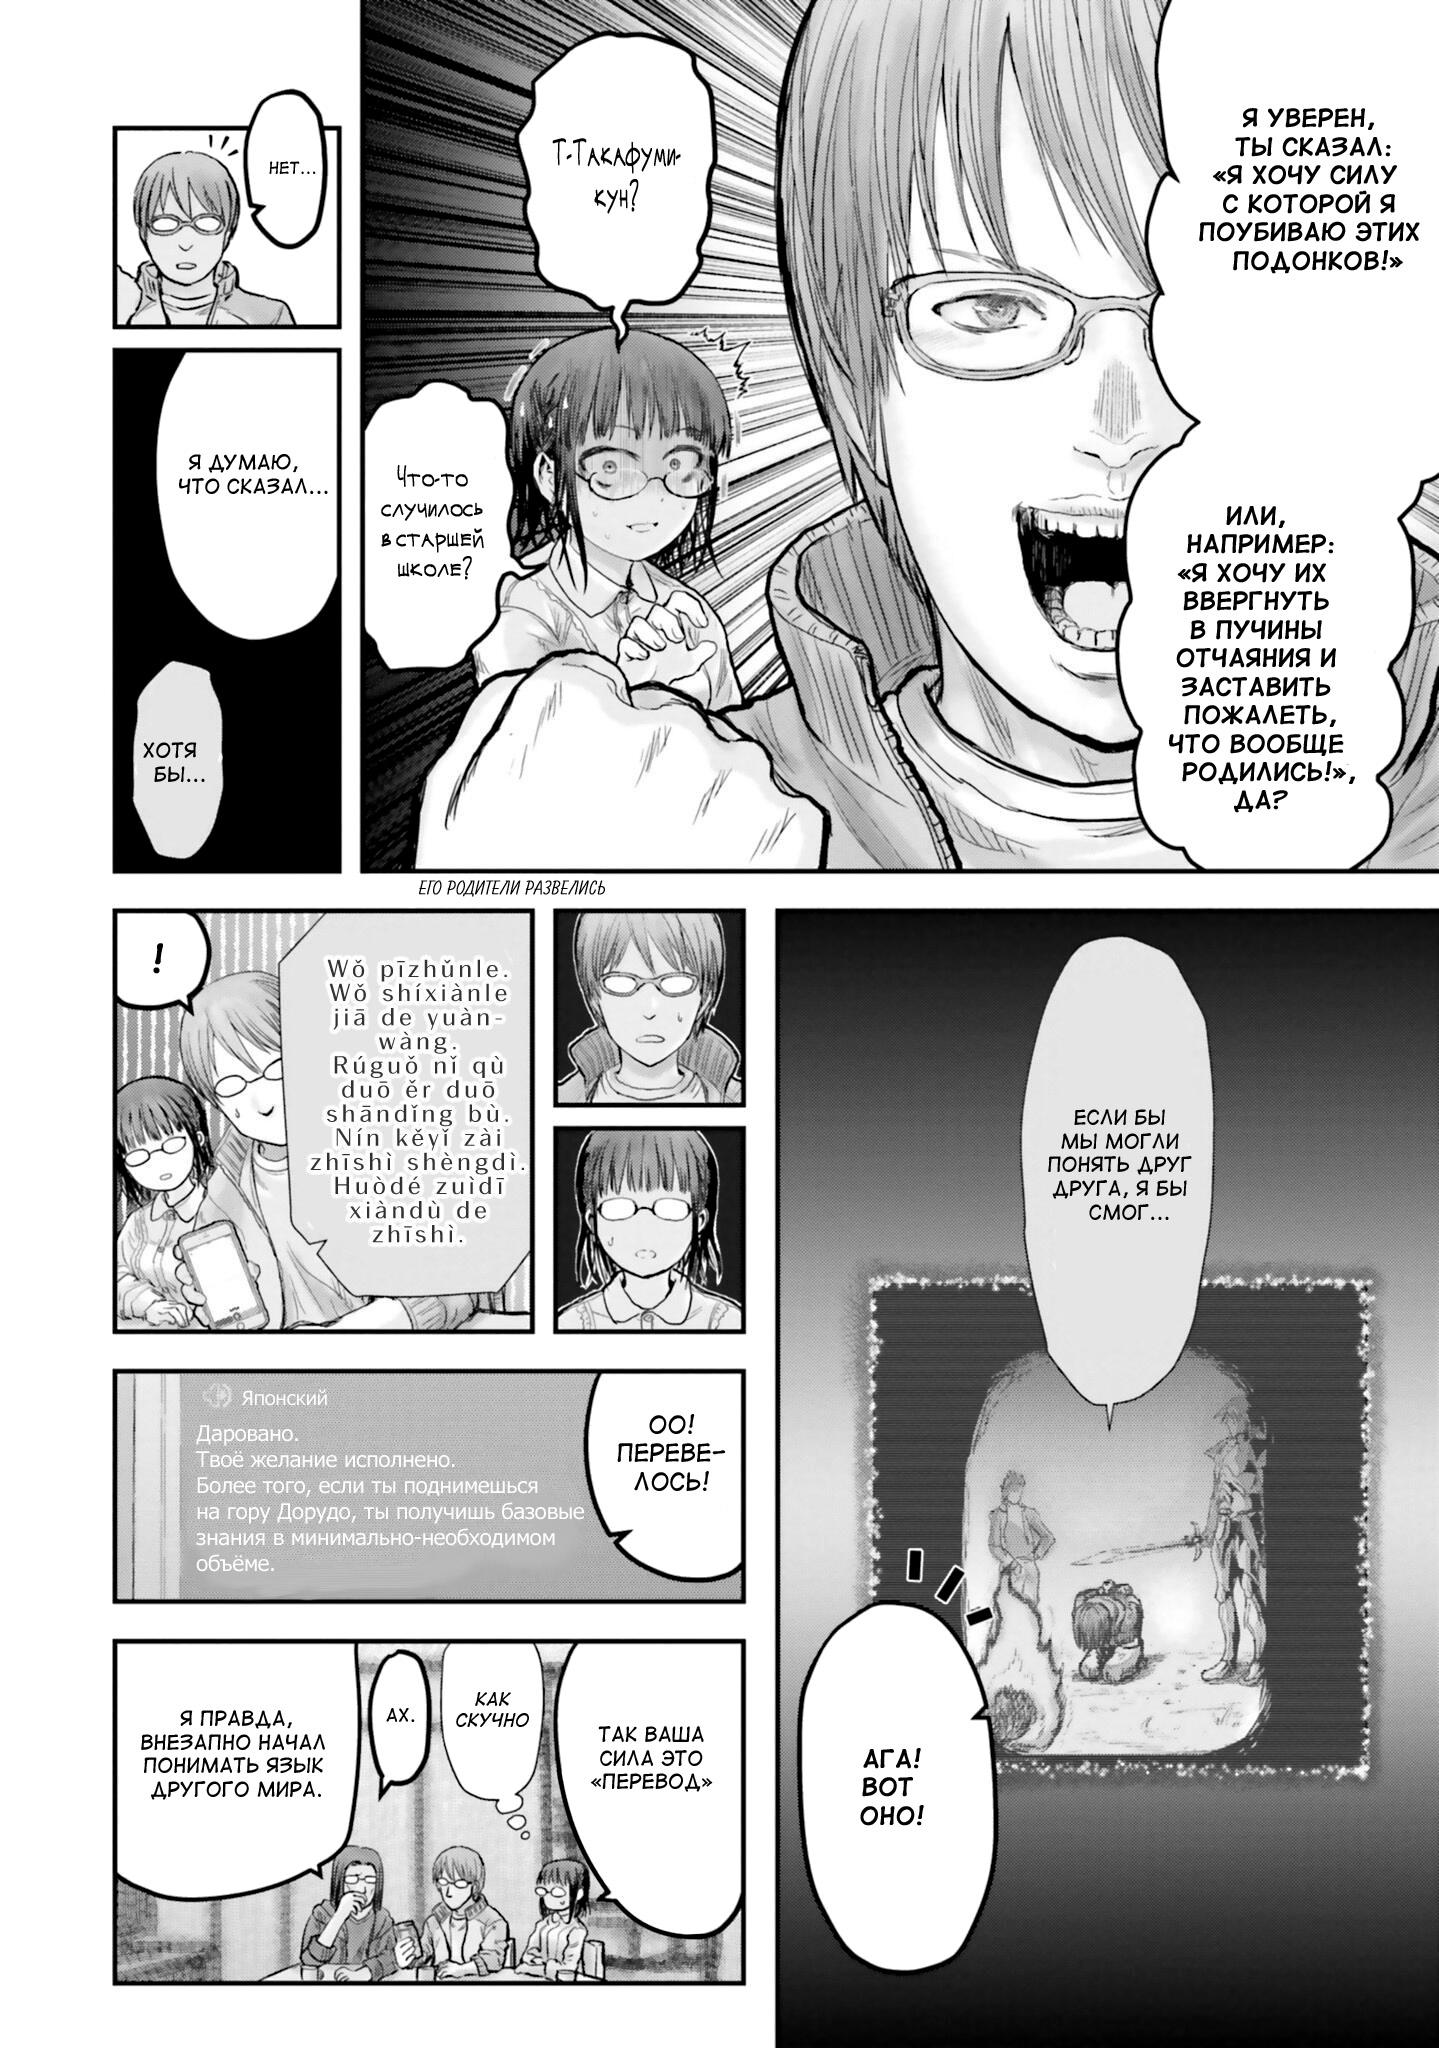 Я УВЕРЕН,
ТЫ СКАЗАЛ:
«Я ХОЧУ СИЛУ
С КОТОРОЙ Я
ПОУБИВАЮ ЭТИХ
ПОДОНКОВ!»
ИЛИ,
НАПРИМЕР:
«Я ХОЧУ ИХ
ВВЕРГНУТЬ
В ПУЧИНЫ
ОТЧАЯНИЯ И
ЗАСТАВИТЬ
ПОЖАЛЕТЬ,
ЧТО ВООБЩЕ
РОДИЛИСЬ!»,
ДА?
Т-ТАКАФУМИ-
КУН?
ЧТО-ТО
СЛУЧИЛОСЬ
В СТАРШЕЙ
ШКОЛЕ?
ЕГО РОДИТЕЛИ РАЗВЕЛИСЬ
НЕТ...
Я ДУМАЮ,
ЧТО СКАЗАЛ...
ХОТЯ
БЫ...
ЕСЛИ БЫ
МЫ МОГЛИ
ПОНЯТЬ ДРУГ
ДРУГА, Я БЫ
СМОГ...
АГА!
ВОТ
ОНО!
Wǒ pīzhǔnle.
Wǒ shíxiànle
jiā de yuàn-
wàng.
Rúguǒ nǐ qù
duō ěr duō
shāndǐng bù.
Nín kěyǐ zài
zhīshì shèngdì.
Huòdé zuìdī
xiàndù de
zhīshì.
!
ОО!
ПЕРЕВЕ-
ЛОСЬ!
Японский
Даровано.
Твоё желание исполнено.
Более того, если ты поднимешься
на гору Дорудо, ты получишь базовые
знания в минимально-необходимом
объёме.
ТАК ВАША
СИЛА ЭТО
«ПЕРЕВОД»
КАК
СКУЧНО
АХ.
Я ПРАВДА,
ВНЕЗАПНО НАЧАЛ
ПОНИМАТЬ ЯЗЫК
ДРУГОГО МИРА.